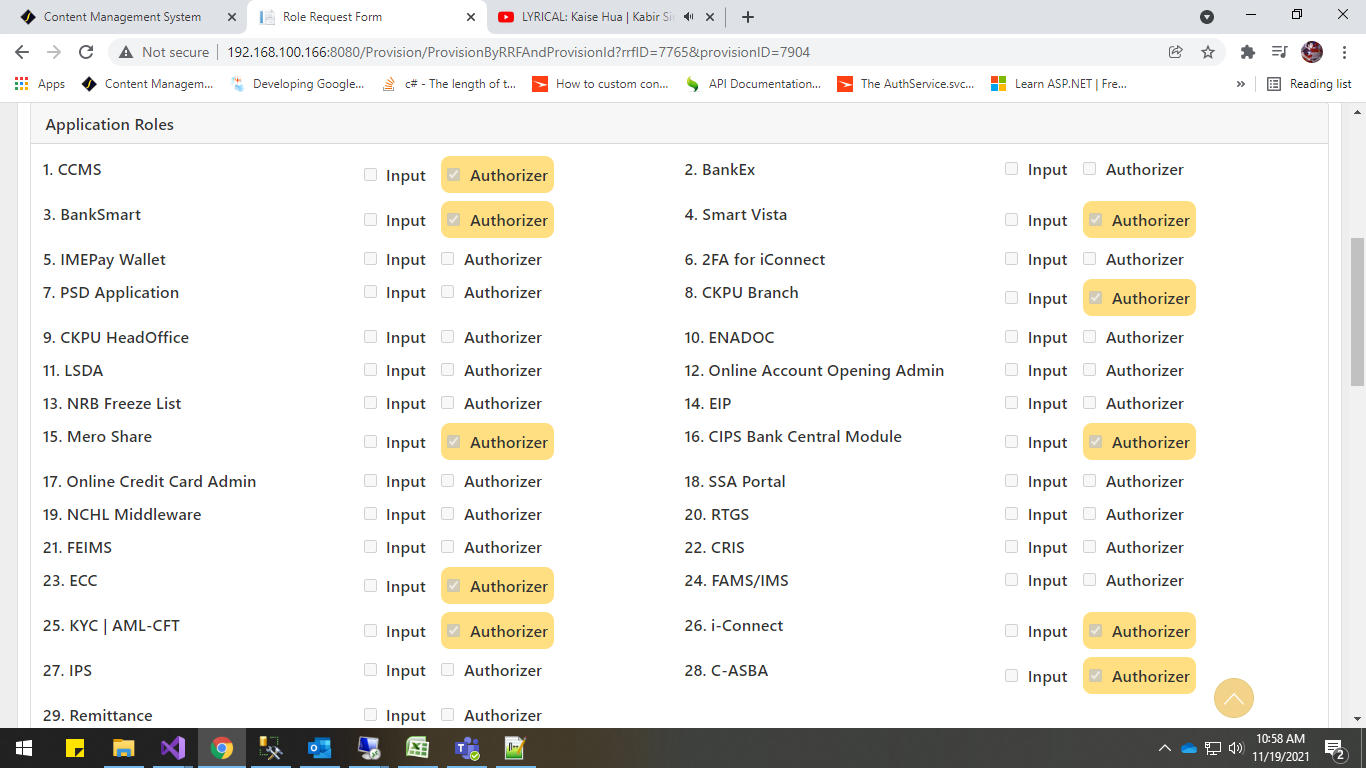 Content Management System
Role Request Form
LYRICAL: Kaise Hua | Kabir Si
Not secure | 192.168.100.166:8080/Provision/ProvisionByRRFAndProvisionId?rrfID=7765&provisionID=7904
Apps Content Managem... Developing Google... c# - The length of t... How to custom con... API Documentation... The AuthService.svc... Learn ASP.NET | Fre... » Reading list
Application Roles
1. CCMS Input Authorizer 2. BankEx Input Authorizer
3. BankSmart Input Authorizer 4. Smart Vista Input Authorizer
5. IMEPay Wallet Input Authorizer 6. 2FA for iConnect Input Authorizer
7. PSD Application Input Authorizer 8. CKPU Branch Input Authorizer
9. CKPU HeadOffice Input Authorizer 10. ENADOC Input Authorizer
11. LSDA Input Authorizer 12. Online Account Opening Admin Input Authorizer
13. NRB Freeze List Input Authorizer 14. EIP Input Authorizer
15. Mero Share Input Authorizer 16. CIPS Bank Central Module Input Authorizer
17. Online Credit Card Admin Input Authorizer 18. SSA Portal Input Authorizer
19. NCHL Middleware Input Authorizer 20. RTGS Input Authorizer
21. FEIMS Input Authorizer 22. CRIS Input Authorizer
23. ECC Input Authorizer 24. FAMS/IMS Input Authorizer
25. KYC | AML-CFT Input Authorizer 26. i-Connect Input Authorizer
27. IPS Input Authorizer 28. C-ASBA Input Authorizer
29. Remittance Input Authorizer
10:58 AM
11/19/2021
2